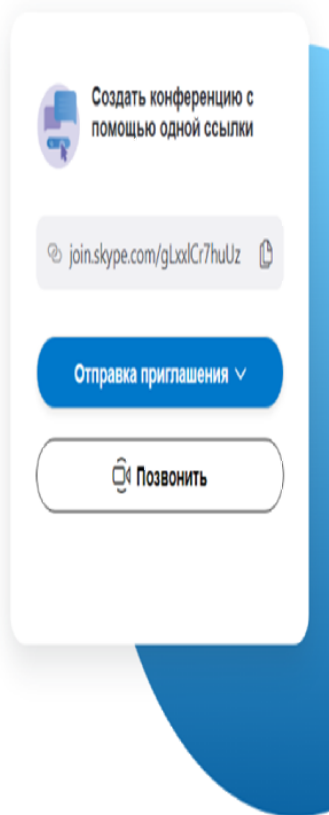 Создать конференцию с
помощью одной ссылки
join.skype.com/gLxxlCr7huUz
Отправка приглашения
Позвонить